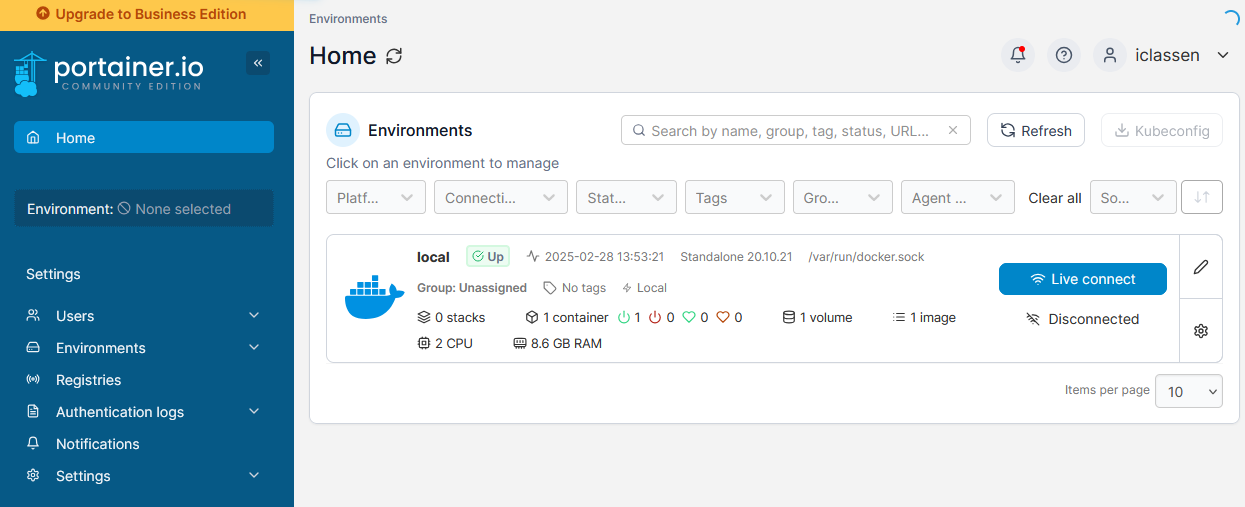 Upgrade to Business Edition
portainer.io
COMMUNITY EDITION
«
Home
Environment: None selected
Settings
Users
Environments
Registries
Authentication logs
Notifications
Settings
Environments
Home
iclassen
Environments
Search by name, group, tag, status, URL...
Refresh
Kubeconfig
Click on an environment to manage
Platf...
Connecti...
Stat...
Tags
Gro...
Agent ...
Clear all
So...
local Up 2025-02-28 13:53:21 Standalone 20.10.21 /var/run/docker.sock
Group: Unassigned No tags Local
0 stacks 1 container 1 0 0 0 1 volume 1 image
2 CPU 8.6 GB RAM
Live connect
Disconnected
Items per page 10